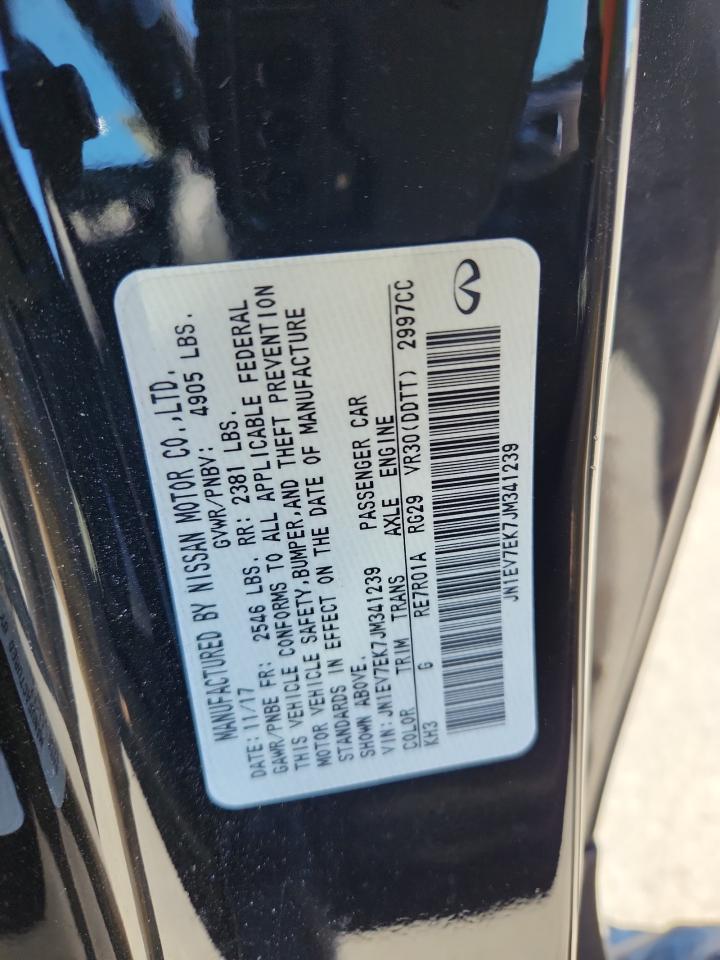 MANUFACTURED BY NISSAN MOTOR CO.,LTD.
DATE: 11/17 GVWR/PNBV: 4905 LBS.
GAWR/PNBE FR: 2546 LBS. RR: 2381 LBS.
THIS VEHICLE CONFORMS TO ALL APPLICABLE FEDERAL
MOTOR VEHICLE SAFETY,BUMPER,AND THEFT PREVENTION
STANDARDS IN EFFECT ON THE DATE OF MANUFACTURE
SHOWN ABOVE.
VIN: JN1EV7EK7JM341239 PASSENGER CAR
COLOR TRIM TRANS AXLE ENGINE
KH3 G RE7R01A RG29 VR30(DDTT) 2997CC
JN1EV7EK7JM341239